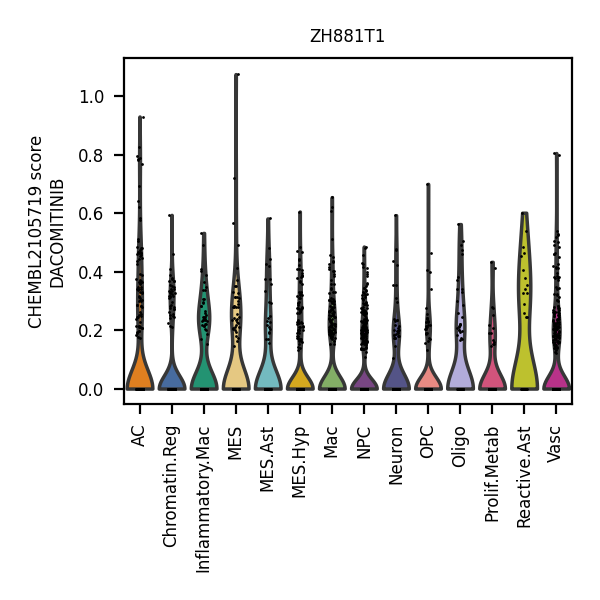 ZH881T1
CHEMBL2105719 score
DACOMITINIB
1.0
0.8
0.6
0.4
0.2
0.0
AC
Chromatin.Reg
Inflammatory.Mac
MES
MES.Ast
MES.Hyp
Mac
NPC
Neuron
OPC
Oligo
Prolif.Metab
Reactive.Ast
Vasc